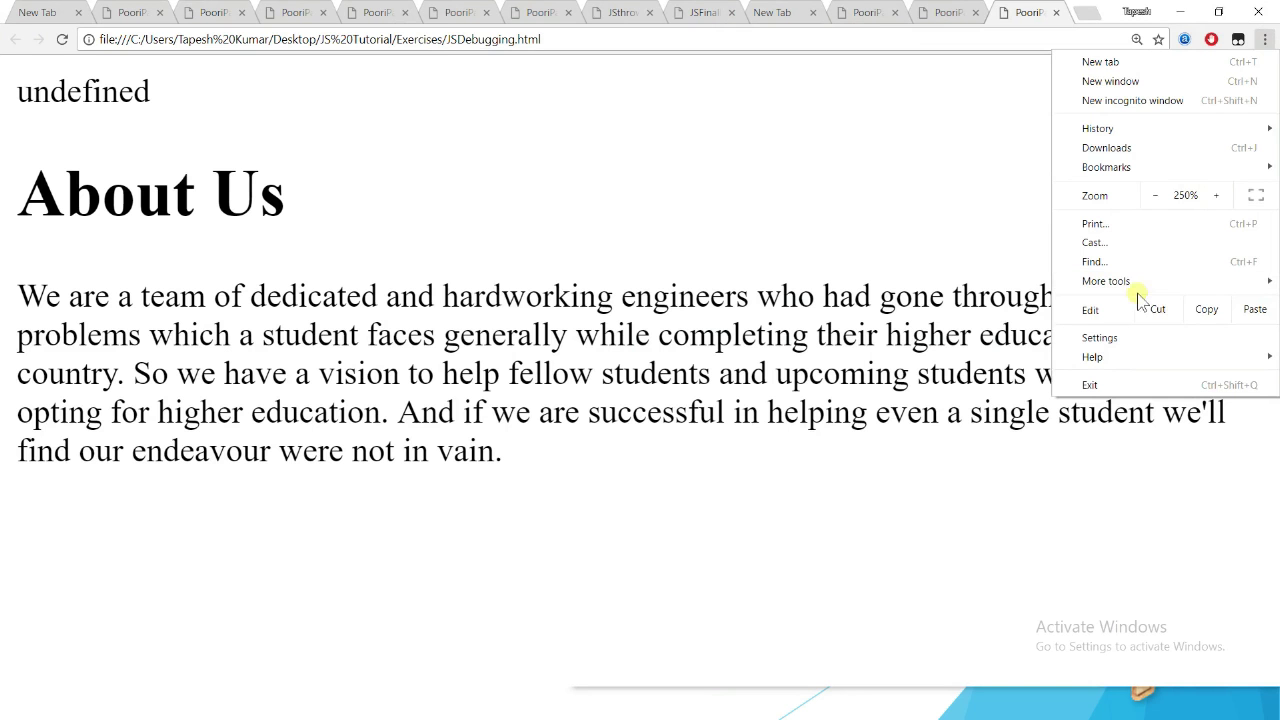 New Tab
PooriP
PooriP
PooriP
PooriP
PooriP
PooriP
JSthro
JSFinal
New Tab
PooriP
PooriP
PooriP
Tapesh
file:///C:/Users/Tapesh%20Kumar/Desktop/JS%20Tutorial/Exercises/JSDebugging.html
New tab Ctrl+T
New window Ctrl+N
New incognito window Ctrl+Shift+N
History
Downloads Ctrl+J
Bookmarks
Zoom − 250% +
Print... Ctrl+P
Cast...
Find... Ctrl+F
More tools
Edit Cut Copy Paste
Settings
Help
Exit Ctrl+Shift+Q
undefined
About Us
We are a team of dedicated and hardworking engineers who had gone through
problems which a student faces generally while completing their higher educa
country. So we have a vision to help fellow students and upcoming students w
opting for higher education. And if we are successful in helping even a single student we'll
find our endeavour were not in vain.
Activate Windows
Go to Settings to activate Windows.